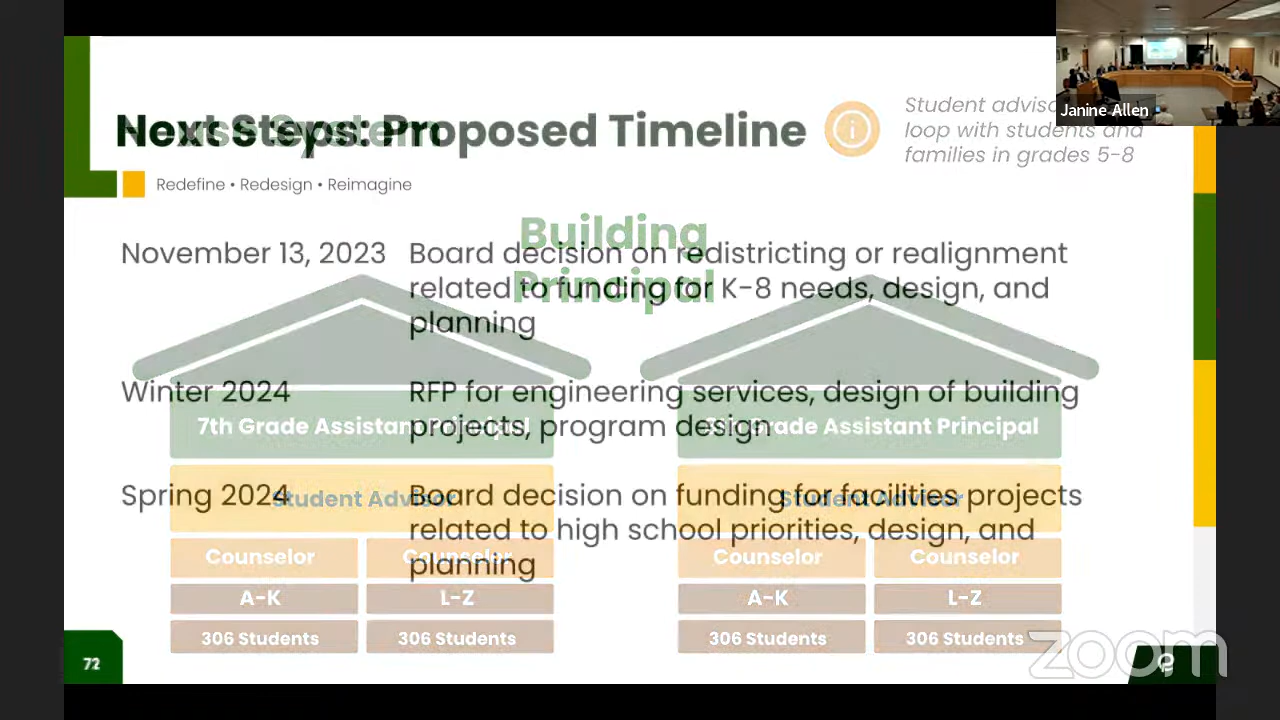 Janine Allen
Next Steps: Proposed Timeline
Student
loop with students and
families in grades 5-8
Redefine • Redesign • Reimagine
Building
Principal
November 13, 2023 Board decision on redistricting or realignment
related to funding for K-8 needs, design, and
planning
Winter 2024 RFP for engineering services, design of building
projects, program design
7th Grade Assistant Principal
Grade Assistant Principal
Spring 2024 Board decision on funding for facilities projects
related to high school priorities, design, and
planning
Student Advisor
Student Advisor
Counselor Counselor Counselor Counselor
A-K L-Z A-K L-Z
306 Students 306 Students 306 Students 306 Students
72
zoom